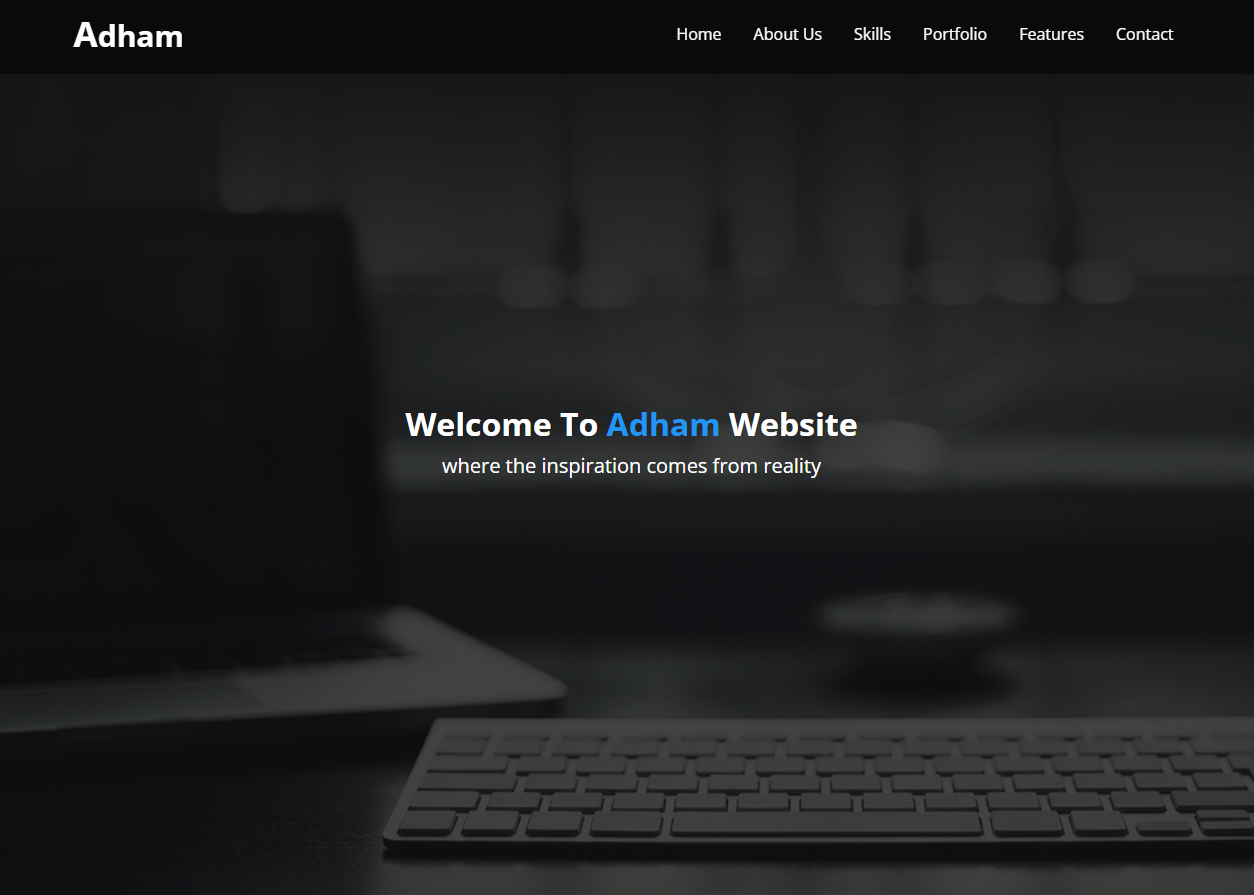 Adham
Home About Us Skills Portfolio Features Contact
Welcome To Adham Website
where the inspiration comes from reality